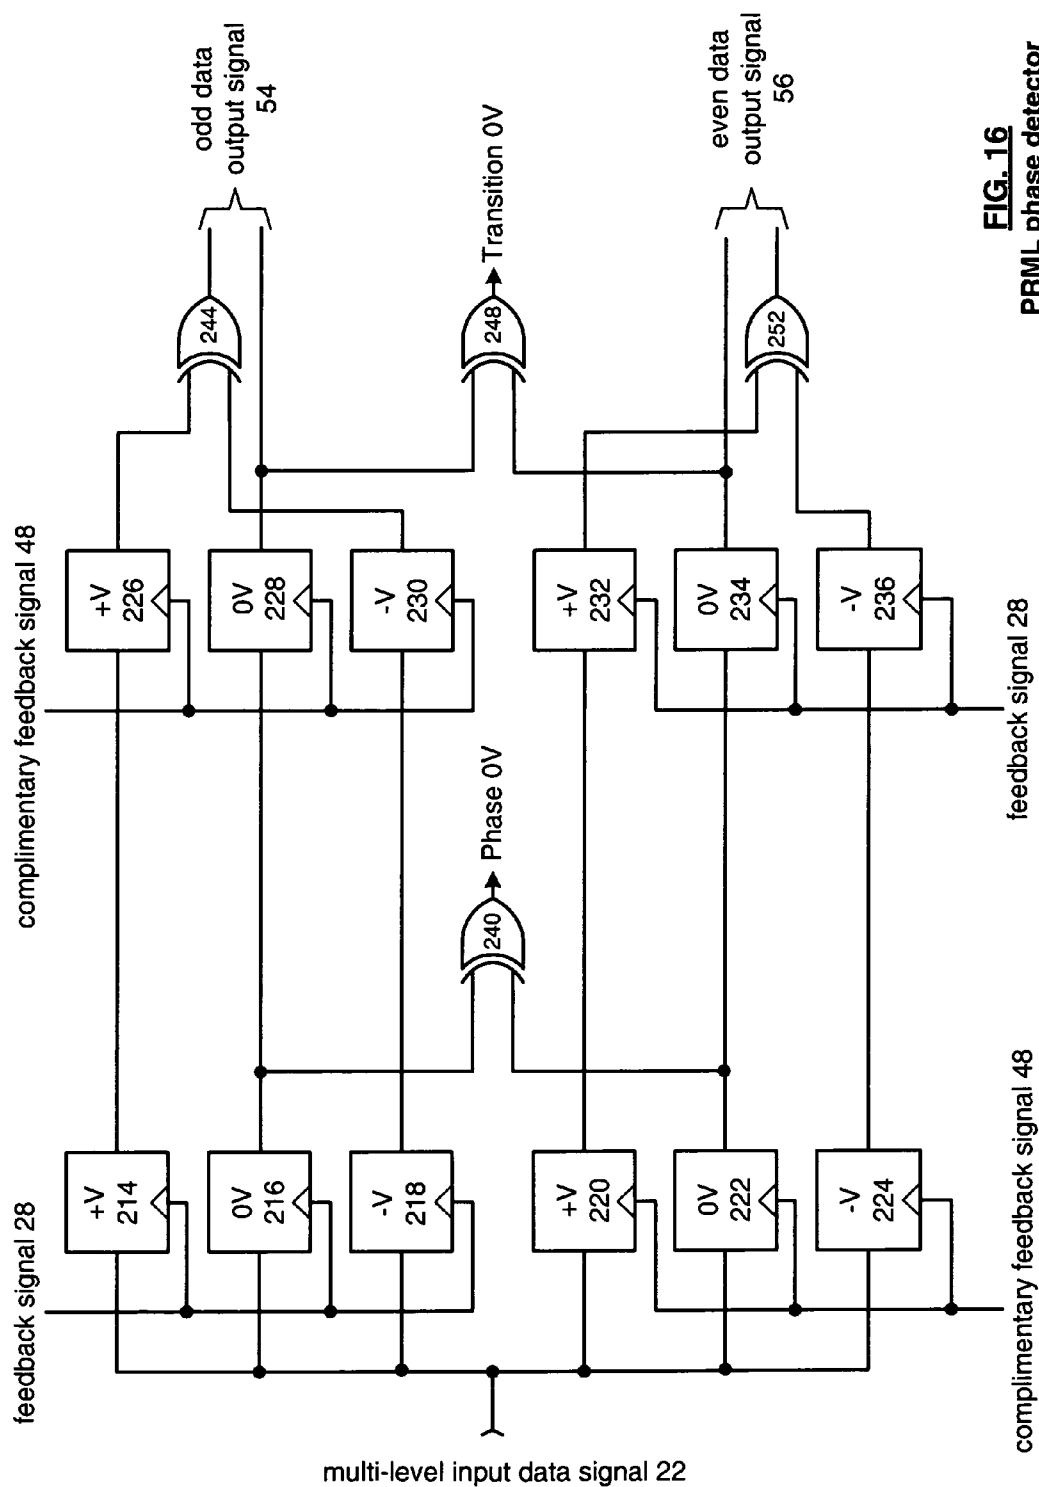 FIG. 16
PRML phase detector
complimentary feedback signal 48
feedback signal 28
odd data
output signal
54
244
+V
226
+V
214
0V
228
0V
216
-V
230
-V
218
multi-level input data signal 22
Transition 0V
248
Phase 0V
240
+V
232
+V
220
0V
234
0V
222
-V
236
-V
224
even data
output signal
56
252
feedback signal 28
complimentary feedback signal 48